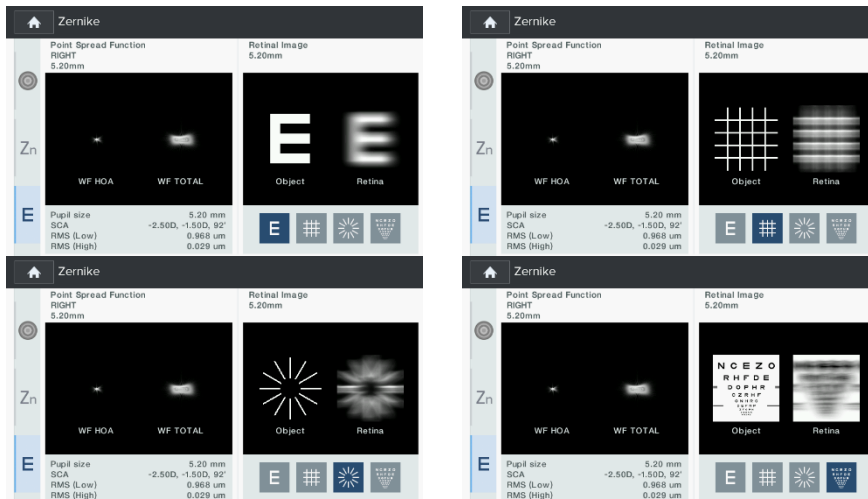 Zernike
Point Spread Function
RIGHT
5.20mm
Retinal Image
5.20mm
Zn
E
WF HOA
WF TOTAL
E
E
Object
Retina
Pupil size 5.20 mm
SCA -2.50D, -1.50D, 92'
RMS (Low) 0.968 um
RMS (High) 0.029 um
E
Zernike
Point Spread Function
RIGHT
5.20mm
Retinal Image
5.20mm
Zn
E
WF HOA
WF TOTAL
Object
Retina
Pupil size 5.20 mm
SCA -2.50D, -1.50D, 92'
RMS (Low) 0.968 um
RMS (High) 0.029 um
E
Zernike
Point Spread Function
RIGHT
5.20mm
Retinal Image
5.20mm
Zn
E
WF HOA
WF TOTAL
Object
Retina
Pupil size 5.20 mm
SCA -2.50D, -1.50D, 92'
RMS (Low) 0.968 um
RMS (High) 0.029 um
E
Zernike
Point Spread Function
RIGHT
5.20mm
Retinal Image
5.20mm
Zn
E
WF HOA
WF TOTAL
N C E Z O
R H F D E
D O P H R
C Z R H F
Object
Retina
Pupil size 5.20 mm
SCA -2.50D, -1.50D, 92'
RMS (Low) 0.968 um
RMS (High) 0.029 um
E